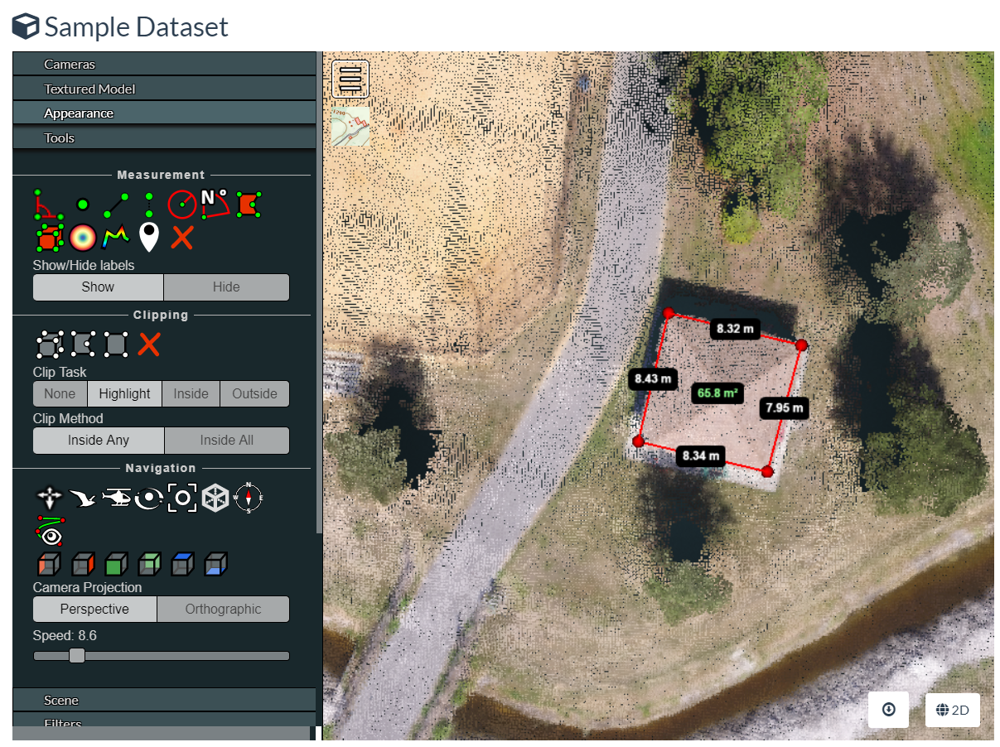 Sample Dataset
Cameras
Textured Model
Appearance
Tools
Measurement
N °
Show/Hide labels
Show Hide
Clipping
Clip Task
None Highlight Inside Outside
Clip Method
Inside Any Inside All
Navigation
N
W E
S
Camera Projection
Perspective Orthographic
Speed: 8.6
Scene
Filters
8.32 m
8.43 m
65.8 m²
7.95 m
8.34 m
2D